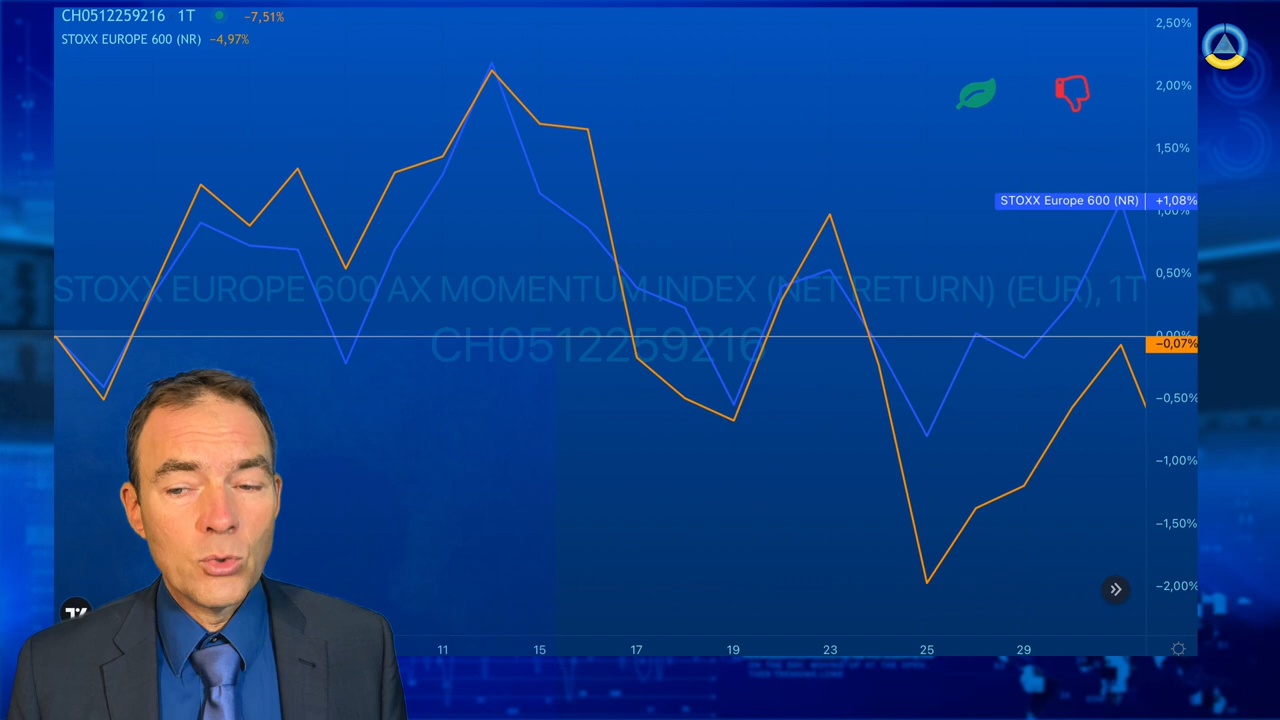 CH0512259216 1T −7,51%
STOXX EUROPE 600 (NR) −4,97%
2,50%
2,00%
1,50%
STOXX Europe 600 (NR) +1,08%
1,00%
0,50%
STOXX EUROPE 600 AX MOMENTUM INDEX (NET RETURN) (EUR), 1T
CH0512259216
0,00%
−0,07%
−0,50%
−1,00%
−1,50%
−2,00%
11 15 17 19 23 25 29